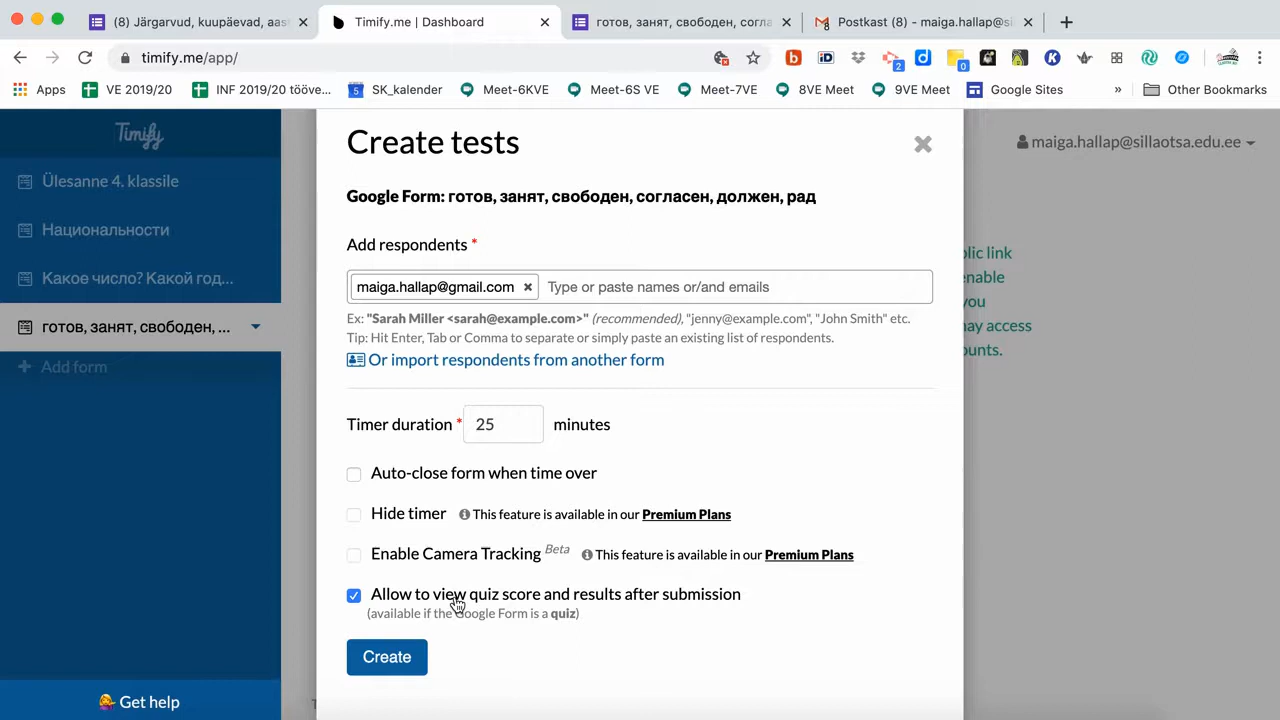 (8) Järgarvud, kuupäevad, aas
Timify.me | Dashboard
готов, занят, свободен, согла
Postkast (8) - maiga.hallap@si
timify.me/app/
2
0
Apps
VE 2019/20
INF 2019/20 tööve...
5
SK_kalender
Meet-6KVE
Meet-6S VE
Meet-7VE
8VE Meet
9VE Meet
Google Sites
»
Other Bookmarks
Timify
Ülesanne 4. klassile
Национальности
Какое число? Какой год...
готов, занят, свободен, ...
Add form
Get help
Create tests
Google Form: готов, занят, свободен, согласен, должен, рад
Add respondents *
maiga.hallap@gmail.com × Type or paste names or/and emails
Ex: "Sarah Miller <sarah@example.com>" (recommended), "jenny@example.com", "John Smith" etc.
Tip: Hit Enter, Tab or Comma to separate or simply paste an existing list of respondents.
Or import respondents from another form
Timer duration * 25 minutes
Auto-close form when time over
Hide timer This feature is available in our Premium Plans
Enable Camera Tracking Beta This feature is available in our Premium Plans
Allow to view quiz score and results after submission
(available if the Google Form is a quiz)
Create
maiga.hallap@sillaotsa.edu.ee
blic link
enable
you
may access
ounts.